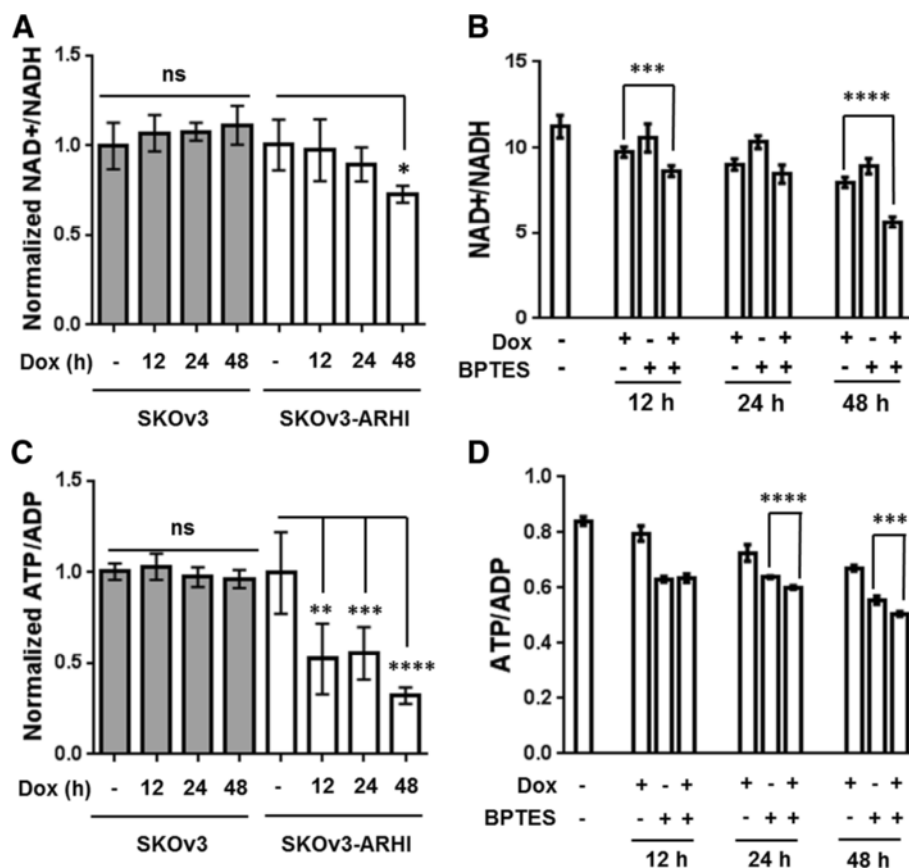 A
Normalized NAD+/NADH
1.5
1.0
0.5
0.0
ns
*
Dox (h) - 12 24 48 - 12 24 48
SKOv3 SKOv3-ARHI
B
NAD+/NADH
15
10
5
0
*** ****
Dox - + - + + - + + - +
BPTES - - + + - + + - + +
12 h 24 h 48 h
C
Normalized ATP/ADP
1.5
1.0
0.5
0.0
ns
** *** ****
Dox (h) - 12 24 48 - 12 24 48
SKOv3 SKOv3-ARHI
D
ATP/ADP
1.0
0.8
0.6
0.4
0.2
0.0
**** ***
Dox - + - + + - + + - +
BPTES - - + + - + + - + +
12 h 24 h 48 h